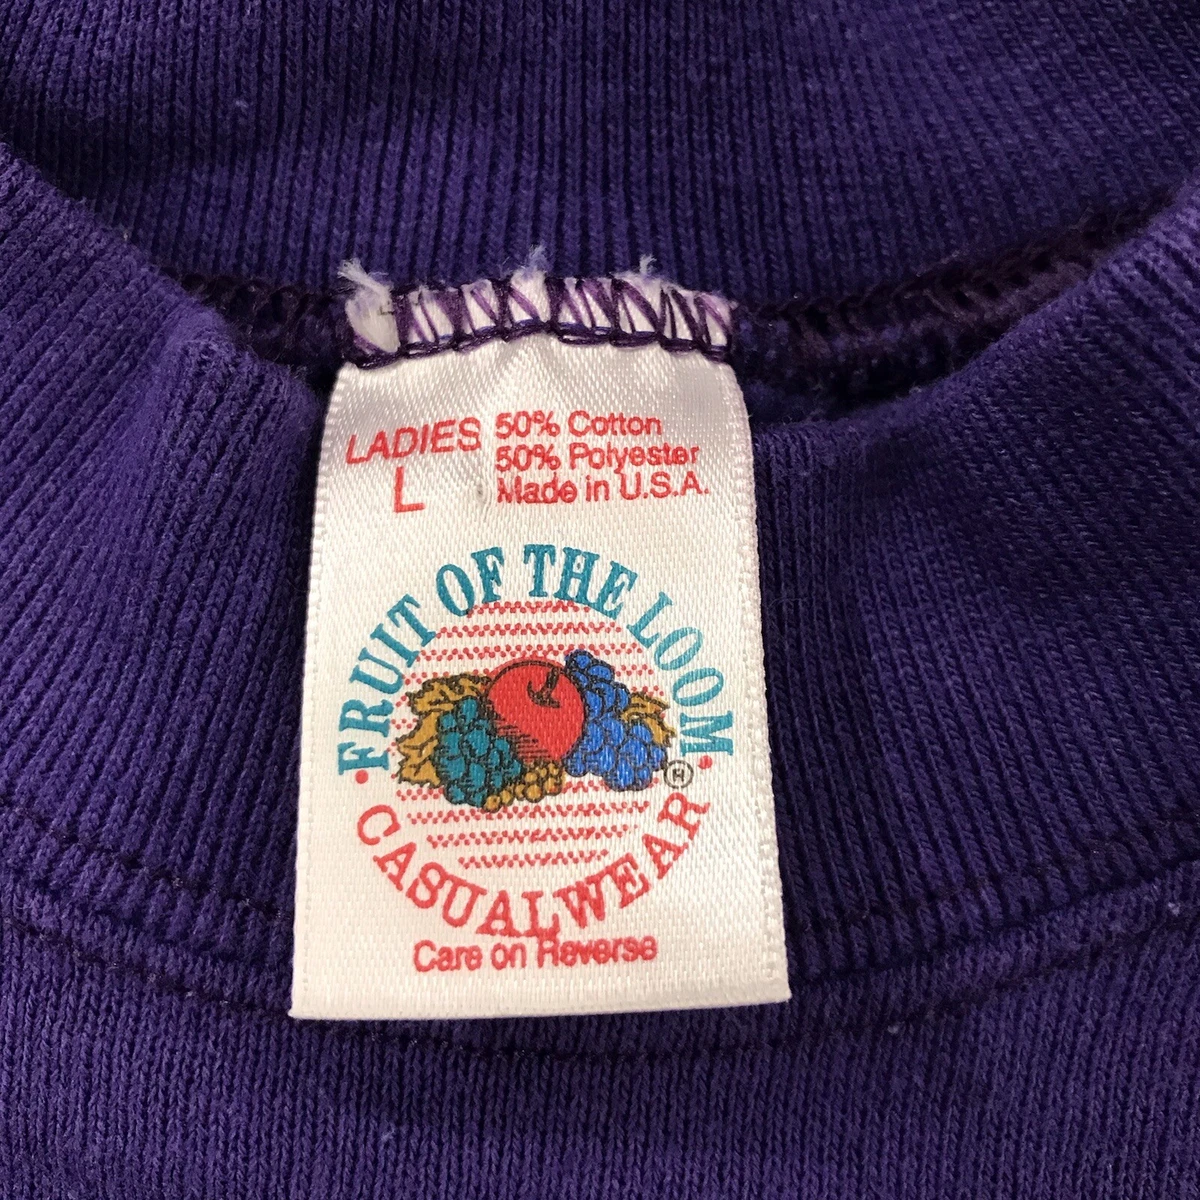 LADIES
L
50% Cotton
50% Polyester
Made in U.S.A.
FRUIT OF THE LOOM
H
• CASUALWEAR •
Care on Reverse